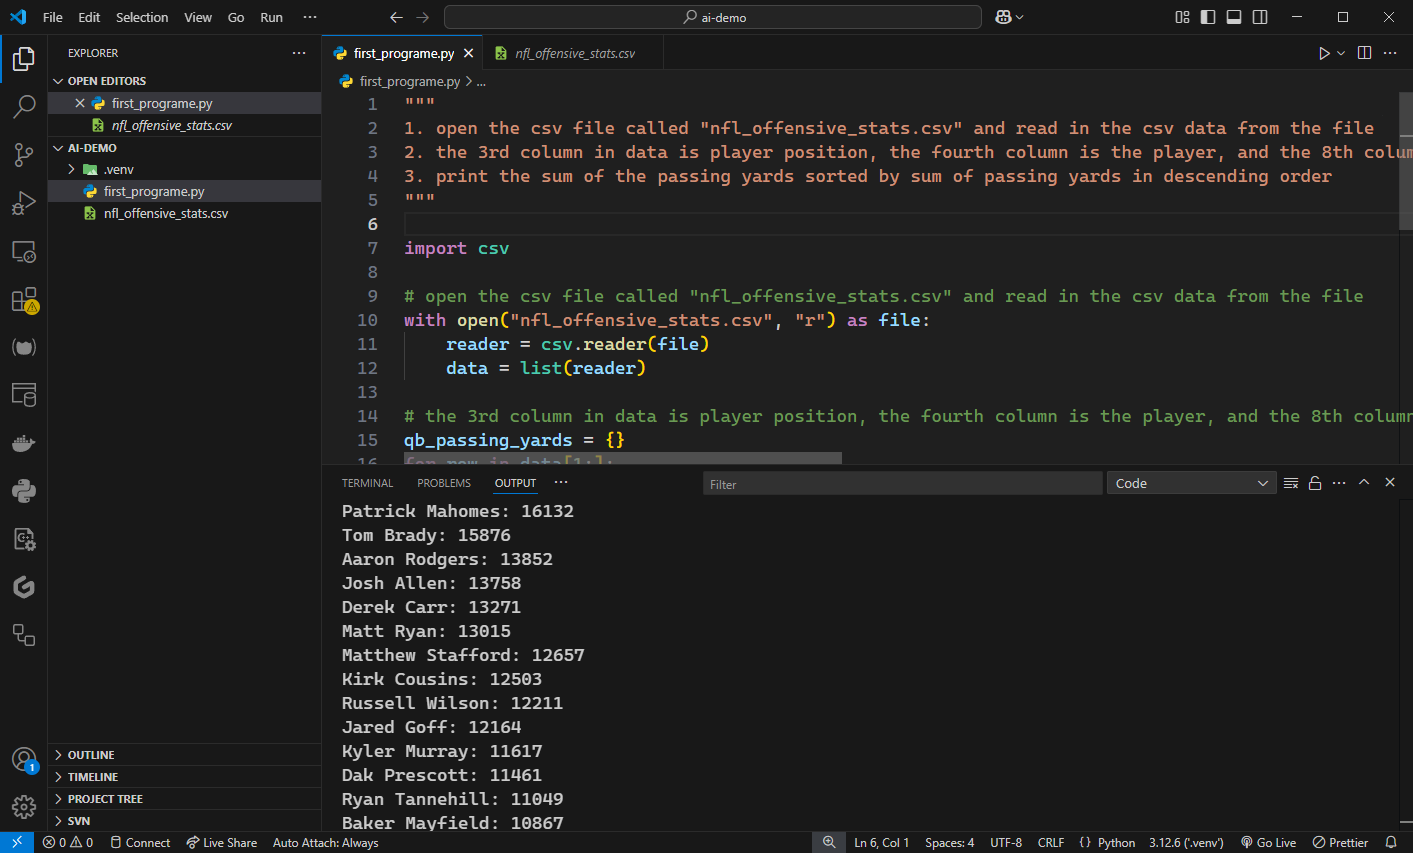 File Edit Selection View Go Run ···
ai-demo
EXPLORER
OPEN EDITORS
first_programe.py
nfl_offensive_stats.csv
AI-DEMO
.venv
first_programe.py
nfl_offensive_stats.csv
OUTLINE
TIMELINE
PROJECT TREE
SVN
first_programe.py
nfl_offensive_stats.csv
first_programe.py > ...
1 """
2 1. open the csv file called "nfl_offensive_stats.csv" and read in the csv data from the file
3 2. the 3rd column in data is player position, the fourth column is the player, and the 8th colum
4 3. print the sum of the passing yards sorted by sum of passing yards in descending order
5 """
6
7 import csv
8
9 # open the csv file called "nfl_offensive_stats.csv" and read in the csv data from the file
10 with open("nfl_offensive_stats.csv", "r") as file:
11 reader = csv.reader(file)
12 data = list(reader)
13
14 # the 3rd column in data is player position, the fourth column is the player, and the 8th column
15 qb_passing_yards = {}
16 for row in data[1:]:
TERMINAL PROBLEMS OUTPUT ···
Filter
Code
Patrick Mahomes: 16132
Tom Brady: 15876
Aaron Rodgers: 13852
Josh Allen: 13758
Derek Carr: 13271
Matt Ryan: 13015
Matthew Stafford: 12657
Kirk Cousins: 12503
Russell Wilson: 12211
Jared Goff: 12164
Kyler Murray: 11617
Dak Prescott: 11461
Ryan Tannehill: 11049
Baker Mayfield: 10867
1
0 0 Connect Live Share Auto Attach: Always Ln 6, Col 1 Spaces: 4 UTF-8 CRLF {} Python 3.12.6 ('.venv') Go Live Prettier